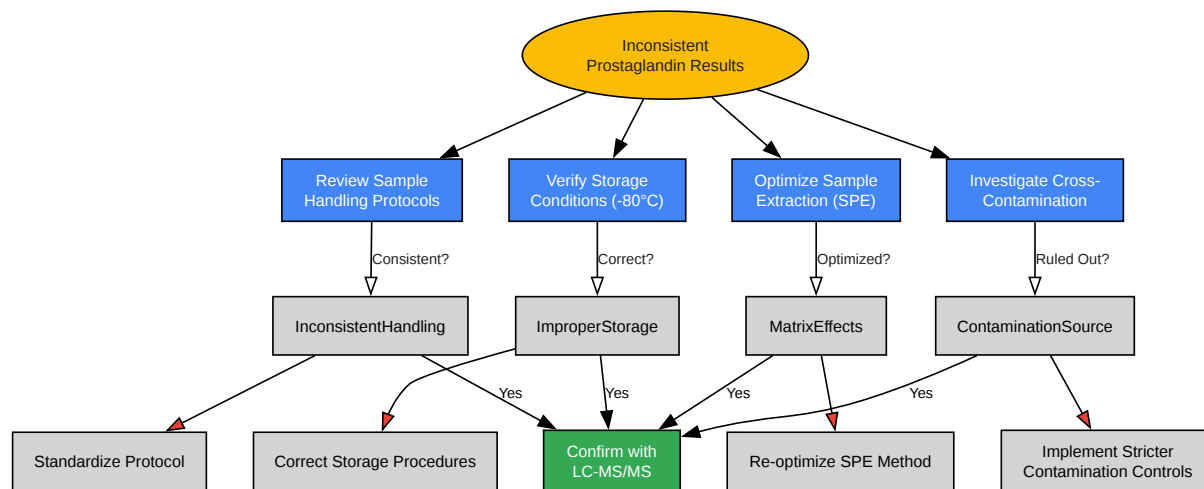 Inconsistent
Prostaglandin Results
Review Sample
Handling Protocols
Verify Storage
Conditions (-80°C)
Optimize Sample
Extraction (SPE)
Investigate Cross-
Contamination
Consistent?
Correct?
Optimized?
Ruled Out?
InconsistentHandling
ImproperStorage
MatrixEffects
ContaminationSource
Yes
Yes
Yes
Yes
Standardize Protocol
Correct Storage Procedures
Confirm with
LC-MS/MS
Re-optimize SPE Method
Implement Stricter
Contamination Controls